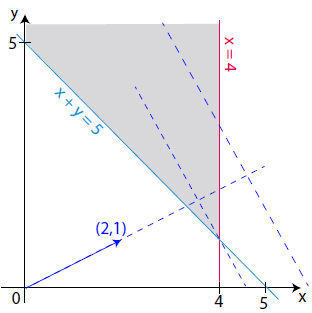 y
5
x = 4
x + y = 5
(2,1)
0
4
5
x